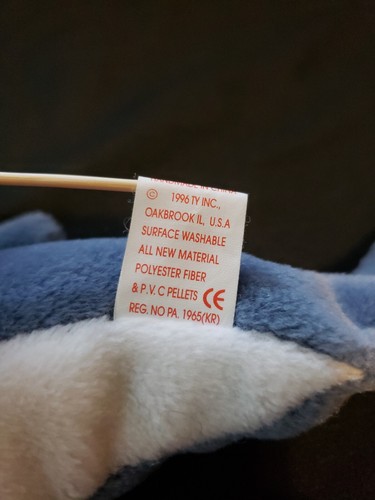 © 1996 TY INC.,
OAKBROOK IL, U.S.A
SURFACE WASHABLE
ALL NEW MATERIAL
POLYESTER FIBER
& P.V.C PELLETS CE
REG. NO PA. 1965(KR)